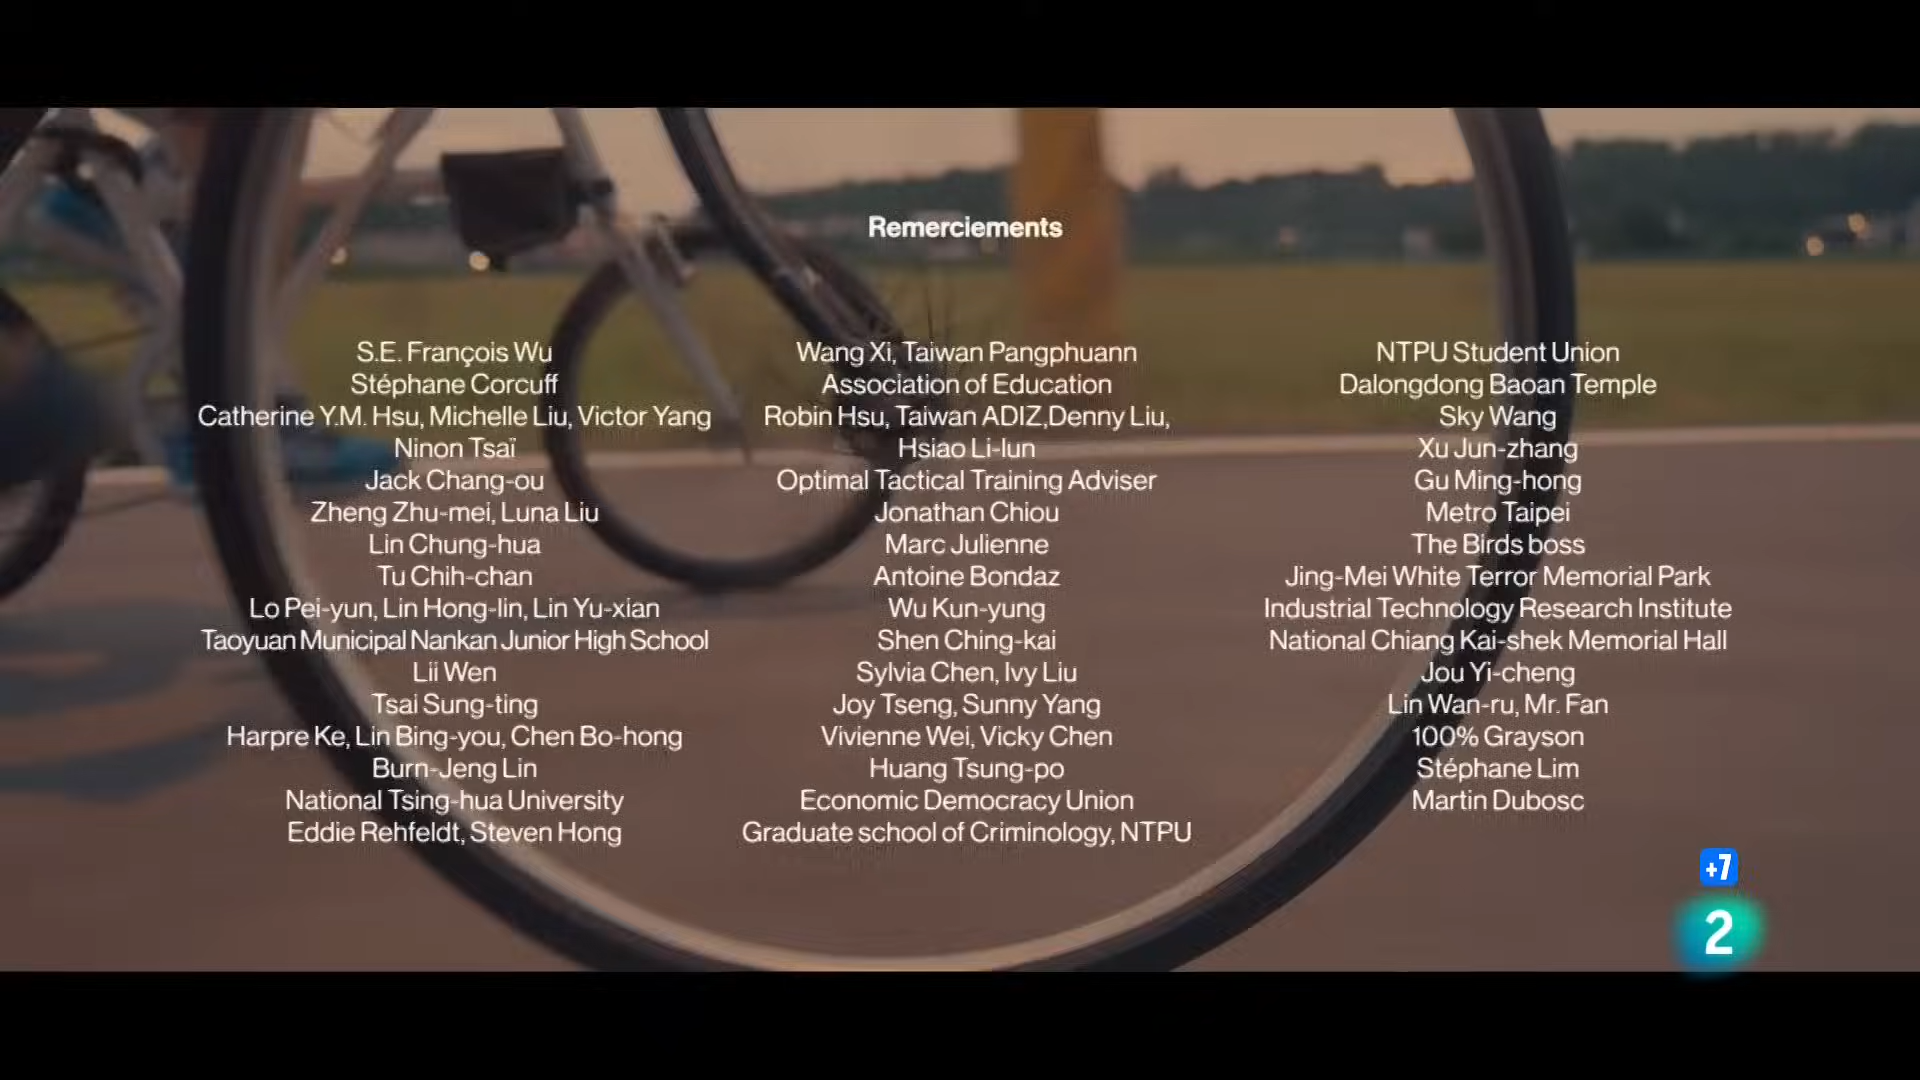 Remerciements
S.E. François Wu
Stéphane Corcuff
Catherine Y.M. Hsu, Michelle Liu, Victor Yang
Ninon Tsaï
Jack Chang-ou
Zheng Zhu-mei, Luna Liu
Lin Chung-hua
Tu Chih-chan
Lo Pei-yun, Lin Hong-lin, Lin Yu-xian
Taoyuan Municipal Nankan Junior High School
Lii Wen
Tsai Sung-ting
Harpre Ke, Lin Bing-you, Chen Bo-hong
Burn-Jeng Lin
National Tsing-hua University
Eddie Rehfeldt, Steven Hong
Wang Xi, Taiwan Pangphuann
Association of Education
Robin Hsu, Taiwan ADIZ,Denny Liu,
Hsiao Li-lun
Optimal Tactical Training Adviser
Jonathan Chiou
Marc Julienne
Antoine Bondaz
Wu Kun-yung
Shen Ching-kai
Sylvia Chen, Ivy Liu
Joy Tseng, Sunny Yang
Vivienne Wei, Vicky Chen
Huang Tsung-po
Economic Democracy Union
Graduate school of Criminology, NTPU
NTPU Student Union
Dalongdong Baoan Temple
Sky Wang
Xu Jun-zhang
Gu Ming-hong
Metro Taipei
The Birds boss
Jing-Mei White Terror Memorial Park
Industrial Technology Research Institute
National Chiang Kai-shek Memorial Hall
Jou Yi-cheng
Lin Wan-ru, Mr. Fan
100% Grayson
Stéphane Lim
Martin Dubosc
+7
2